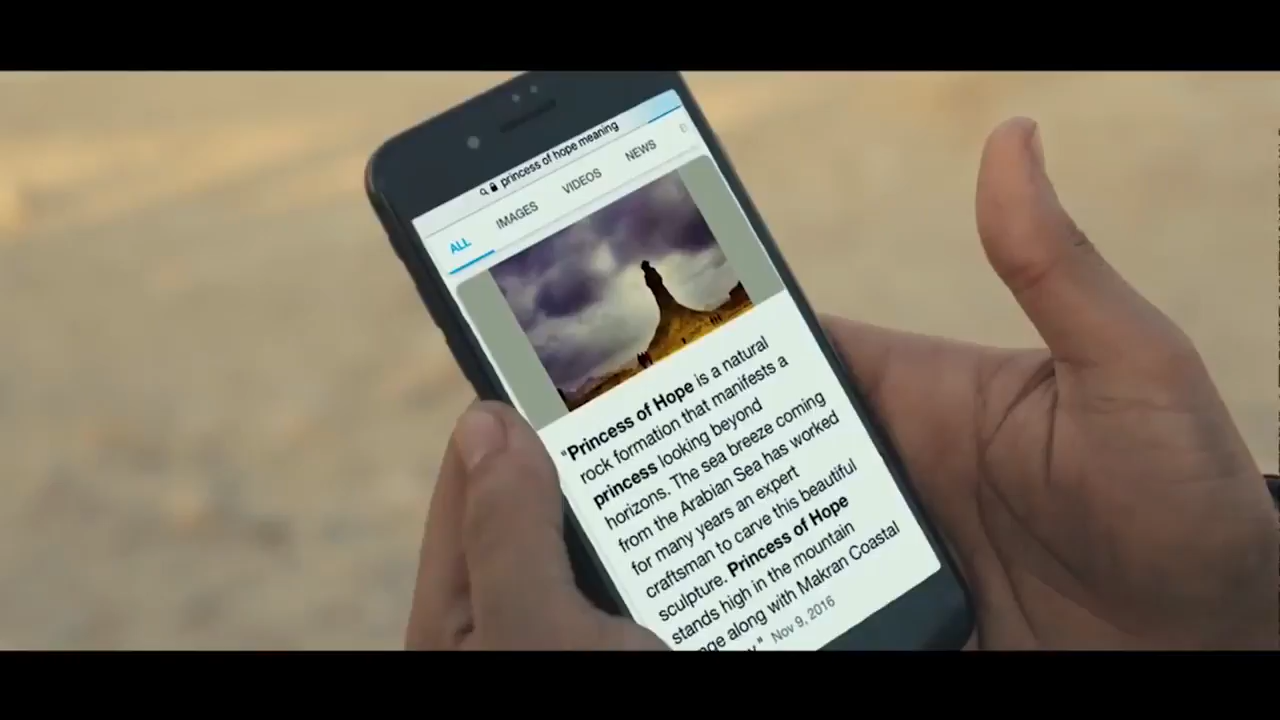 princess of hope meaning
ALL IMAGES VIDEOS NEWS
"Princess of Hope is a natural
rock formation that manifests a
princess looking beyond
horizons. The sea breeze coming
from the Arabian Sea has worked
for many years an expert
craftsman to carve this beautiful
sculpture. Princess of Hope
stands high in the mountain
nge along with Makran Coastal
y." Nov 9, 2016